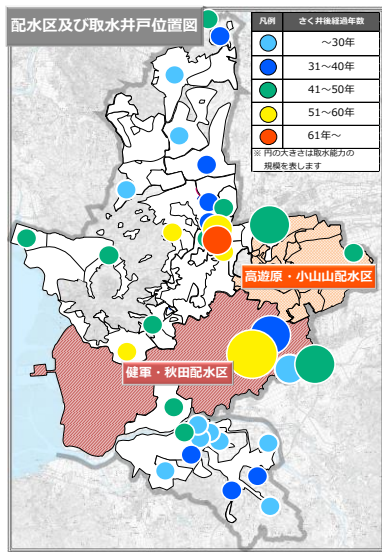 配水区及び取水井戸位置図
凡例 さく井後経過年数
～30年
31～40年
41～50年
51～60年
61年～
※ 円の大きさは取水能力の
規模を表します
高遊原・小山山配水区
健軍・秋田配水区